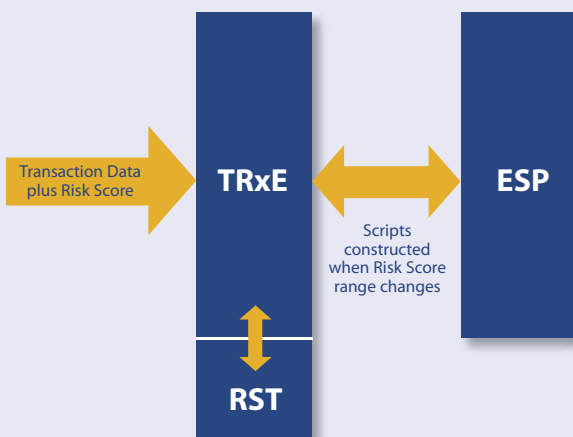 Transaction Data
plus Risk Score
TRxE
ESP
Scripts
constructed
when Risk Score
range changes
RST